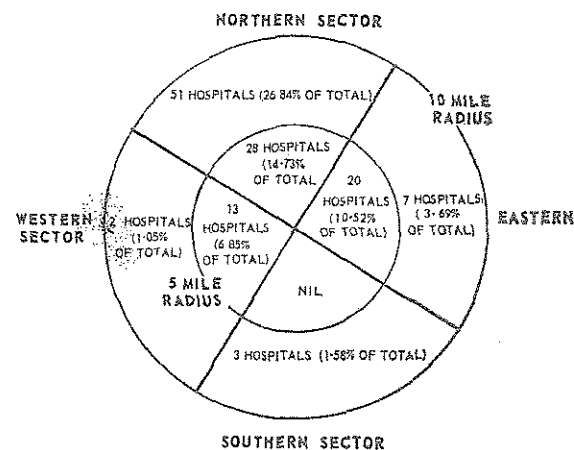 NORTHERN SECTOR
51 HOSPITALS (26 84% OF TOTAL)
10 MILE
RADIUS
28 HOSPITALS
(14·73%
OF TOTAL
20
HOSPITALS
(10·52%
OF TOTAL)
7 HOSPITALS
(3·69%
OF TOTAL)
EASTERN
13
HOSPITALS
(6 85%
OF TOTAL)
WESTERN
SECTOR
2 HOSPITALS
(1·05%
OF TOTAL)
5 MILE
RADIUS
NIL
3 HOSPITALS (1·58% OF TOTAL)
SOUTHERN SECTOR